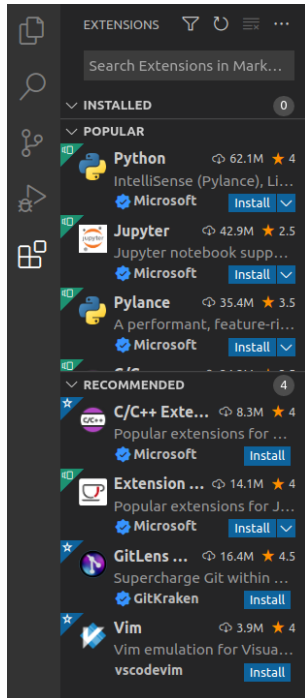 EXTENSIONS
Search Extensions in Mark...
INSTALLED 0
POPULAR
Python 62.1M ★ 4
IntelliSense (Pylance), Li...
Microsoft Install
Jupyter 42.9M ★ 2.5
Jupyter notebook supp...
Microsoft Install
Pylance 35.4M ★ 3.5
A performant, feature-ri...
Microsoft Install
RECOMMENDED 4
C/C++ Exte... 8.3M ★ 4
Popular extensions for ...
Microsoft Install
Extension ... 14.1M ★ 4
Popular extensions for J...
Microsoft Install
GitLens ... 16.4M ★ 4.5
Supercharge Git within ...
GitKraken Install
Vim 3.9M ★ 4
Vim emulation for Visua...
vscodevim Install